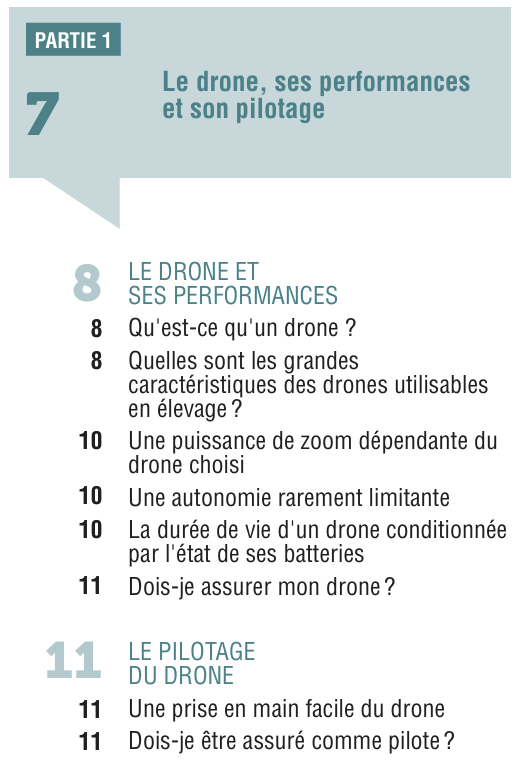 PARTIE 1
7
Le drone, ses performances
et son pilotage
8 LE DRONE ET
SES PERFORMANCES
8 Qu'est-ce qu'un drone ?
8 Quelles sont les grandes
caractéristiques des drones utilisables
en élevage ?
10 Une puissance de zoom dépendante du
drone choisi
10 Une autonomie rarement limitante
10 La durée de vie d'un drone conditionnée
par l'état de ses batteries
11 Dois-je assurer mon drone ?
11 LE PILOTAGE
DU DRONE
11 Une prise en main facile du drone
11 Dois-je être assuré comme pilote ?